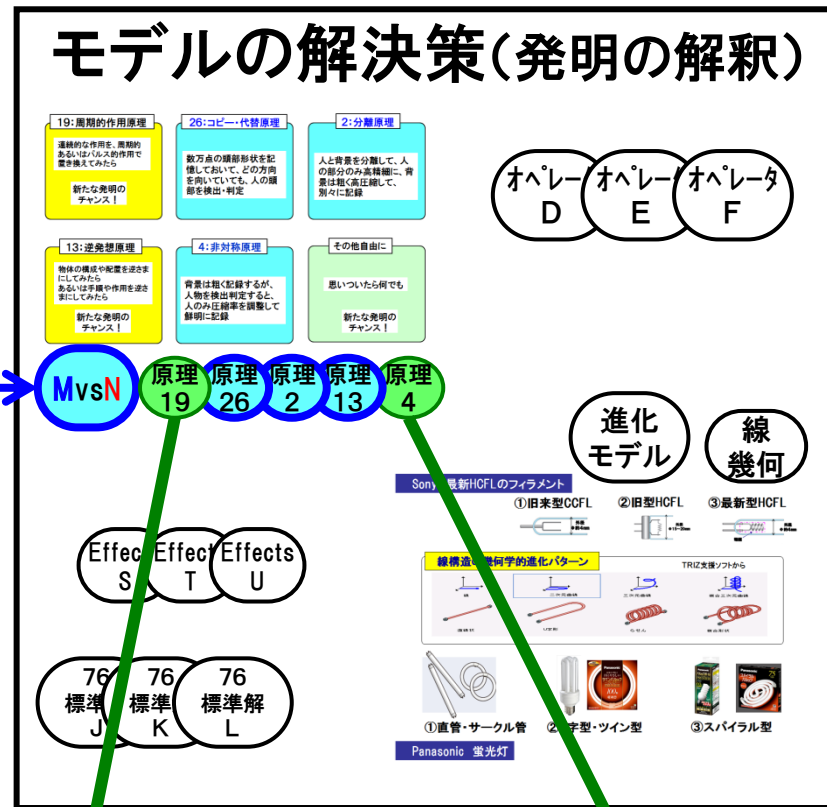 モデルの解決策(発明の解釈)
19:周期的作用原理
連続的な作用を、周期的
あるいはパルス的作用で
置き換えてみたら
新たな発明の
チャンス！
26:コピー・代替原理
数万点の頭部形状を記
憶しておいて、どの方向
を向いていても、人の頭
部を検出・判定
2:分離原理
人と背景を分離して、人
の部分のみ高精細に、背
景は粗く高圧縮して、
別々に記録
オペレー
D
オペレー
E
オペレータ
F
13:逆発想原理
物体の構成や配置を逆さま
にしてみたら
あるいは手順や作用を逆さ
まにしてみたら
新たな発明の
チャンス！
4:非対称原理
背景は粗く記録するが、
人物を検出判定すると、
人のみ圧縮率を調整して
鮮明に記録
その他自由に
思いついたら何でも
新たな発明の
チャンス！
MvsN
原理
19
原理
26
原理
2
原理
13
原理
4
進化
モデル
線
幾何
Sony 最新HCFLのフィラメント
①旧来型CCFL
②旧型HCFL
③最新型HCFL
Effec
S
Effect
T
Effects
U
線構造の幾何学的進化パターン
TRIZ支援ソフトから
線
U字形
76
標準
J
76
標準
K
76
標準解
L
①直管・サークル管
②字型・ツイン型
③スパイラル型
Panasonic 蛍光灯